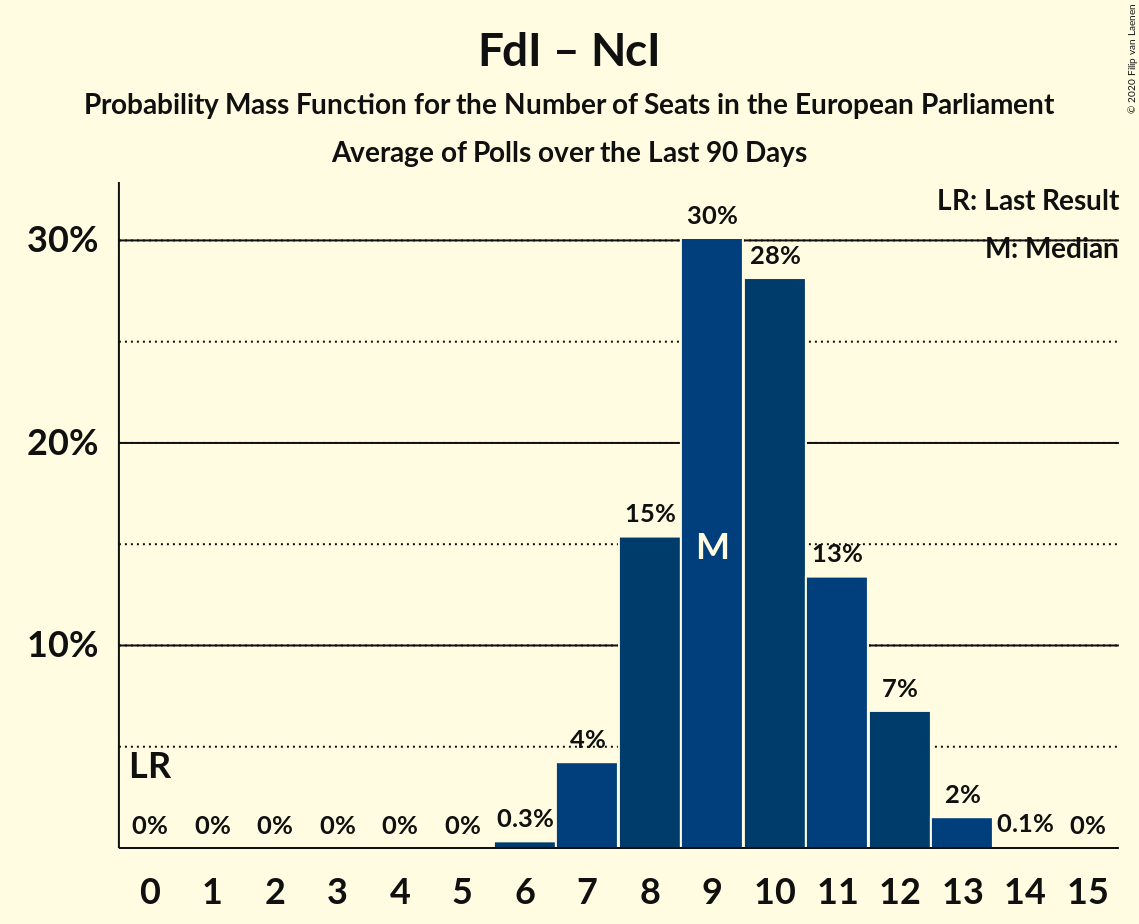 FdI – NcI
Probability Mass Function for the Number of Seats in the European Parliament
Average of Polls over the Last 90 Days
© 2020 Filip van Laenen
LR: Last Result
M: Median
30%
20%
10%
0% 0% 0% 0% 0% 0% 0.3% 4% 15% 30% 28% 13% 7% 2% 0.1% 0%
LR
M
0 1 2 3 4 5 6 7 8 9 10 11 12 13 14 15